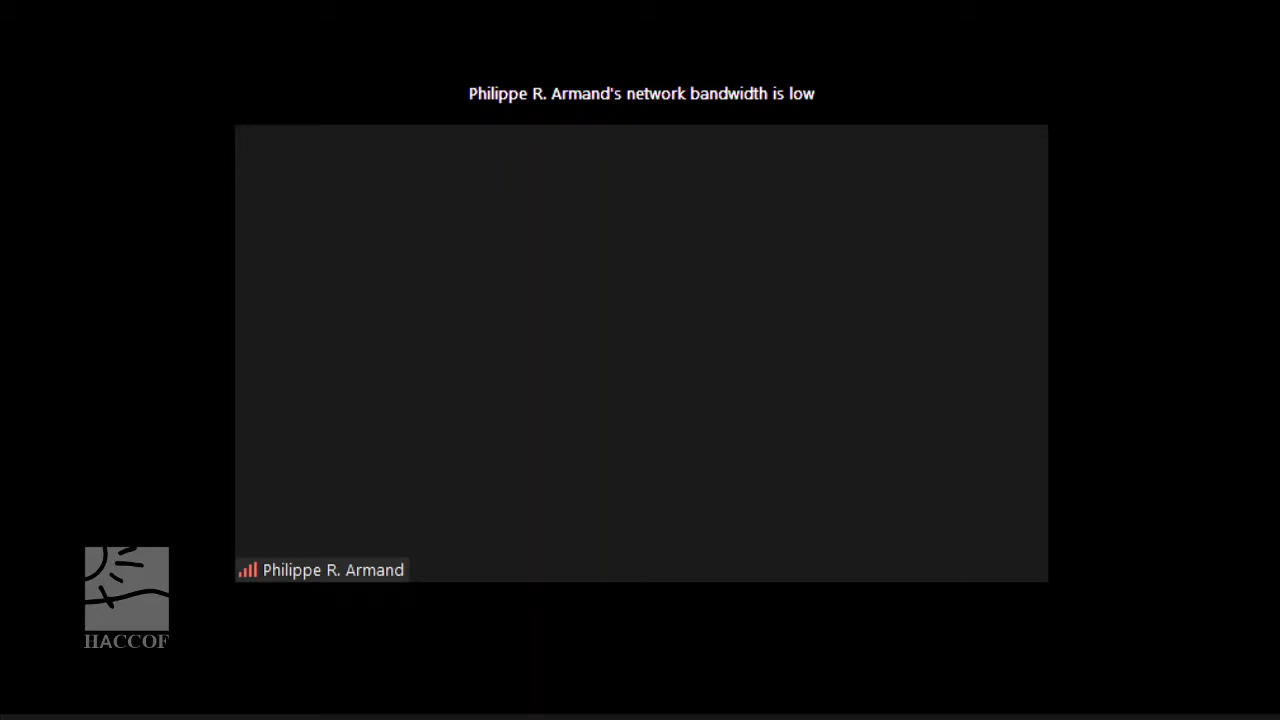 Philippe R. Armand's network bandwidth is low
Philippe R. Armand
HACCOF